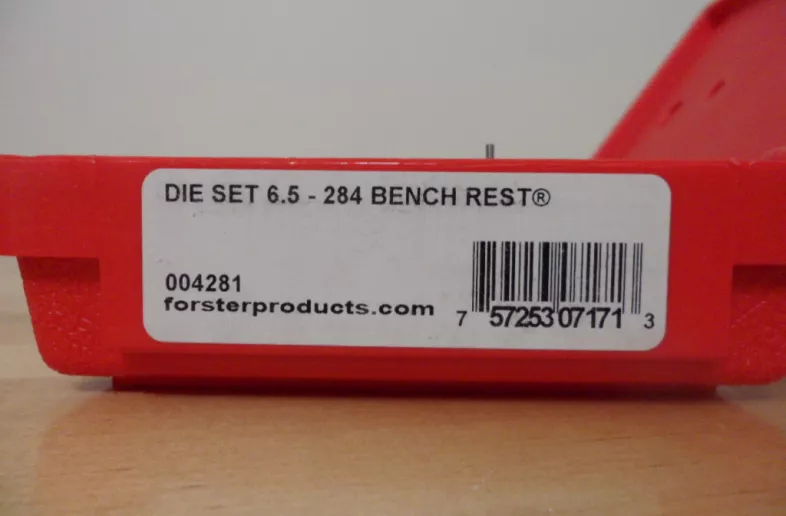 DIE SET 6.5 - 284 BENCH REST®
004281
forsterproducts.com
7 57253 07171 3